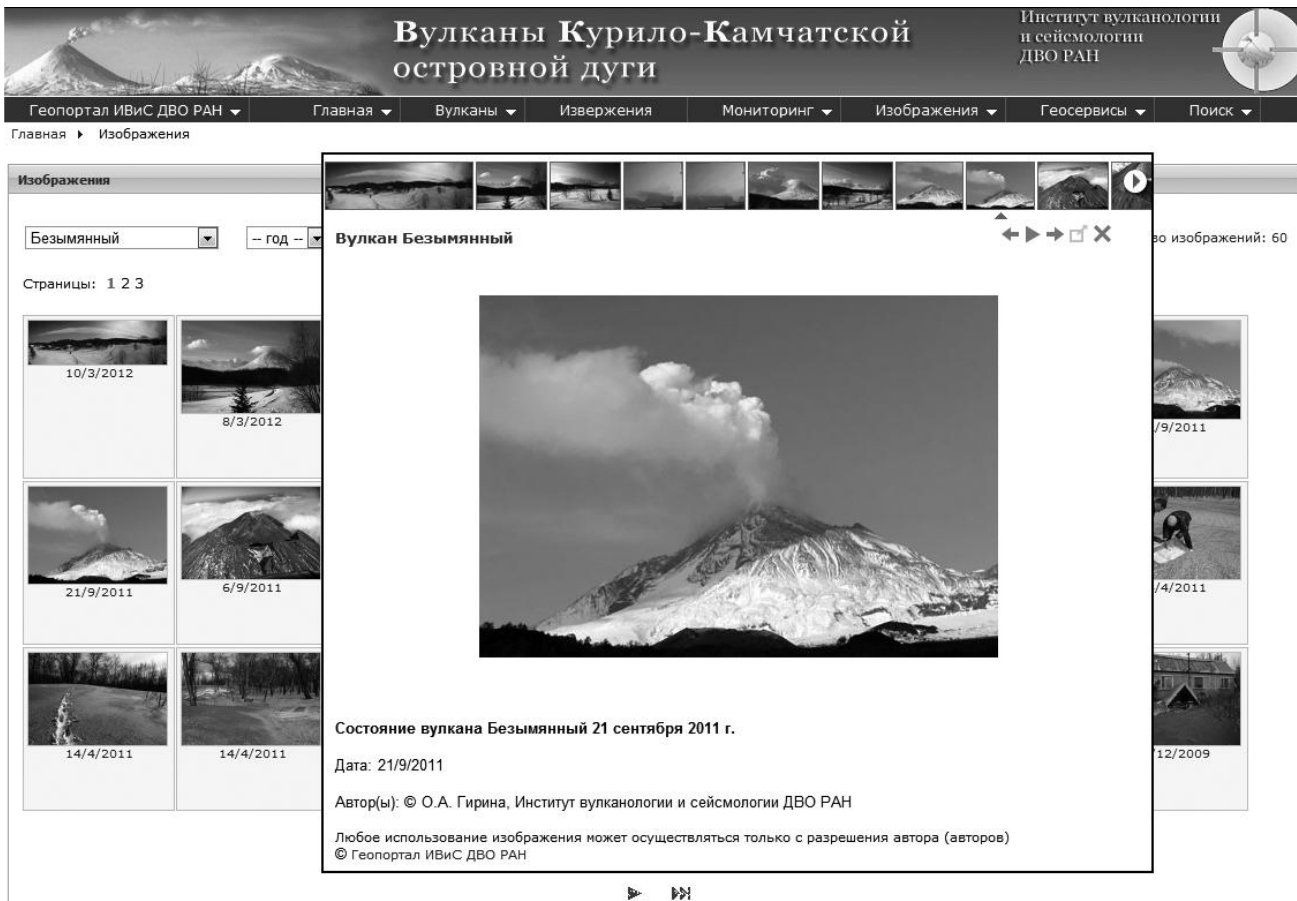 Вулканы Курило-Камчатской
островной дуги
Институт вулканологии
и сейсмологии
ДВО РАН
Геопортал ИВиС ДВО РАН Главная Вулканы Извержения Мониторинг Изображения Геосервисы Поиск
Главная Изображения
Изображения
Безымянный -- год --
во изображений: 60
Страницы: 1 2 3
Вулкан Безымянный
10/3/2012
8/3/2012
/9/2011
21/9/2011
6/9/2011
/4/2011
14/4/2011
14/4/2011
/12/2009
Состояние вулкана Безымянный 21 сентября 2011 г.
Дата: 21/9/2011
Автор(ы): © О.А. Гирина, Институт вулканологии и сейсмологии ДВО РАН
Любое использование изображения может осуществляться только с разрешения автора (авторов)
© Геопортал ИВиС ДВО РАН